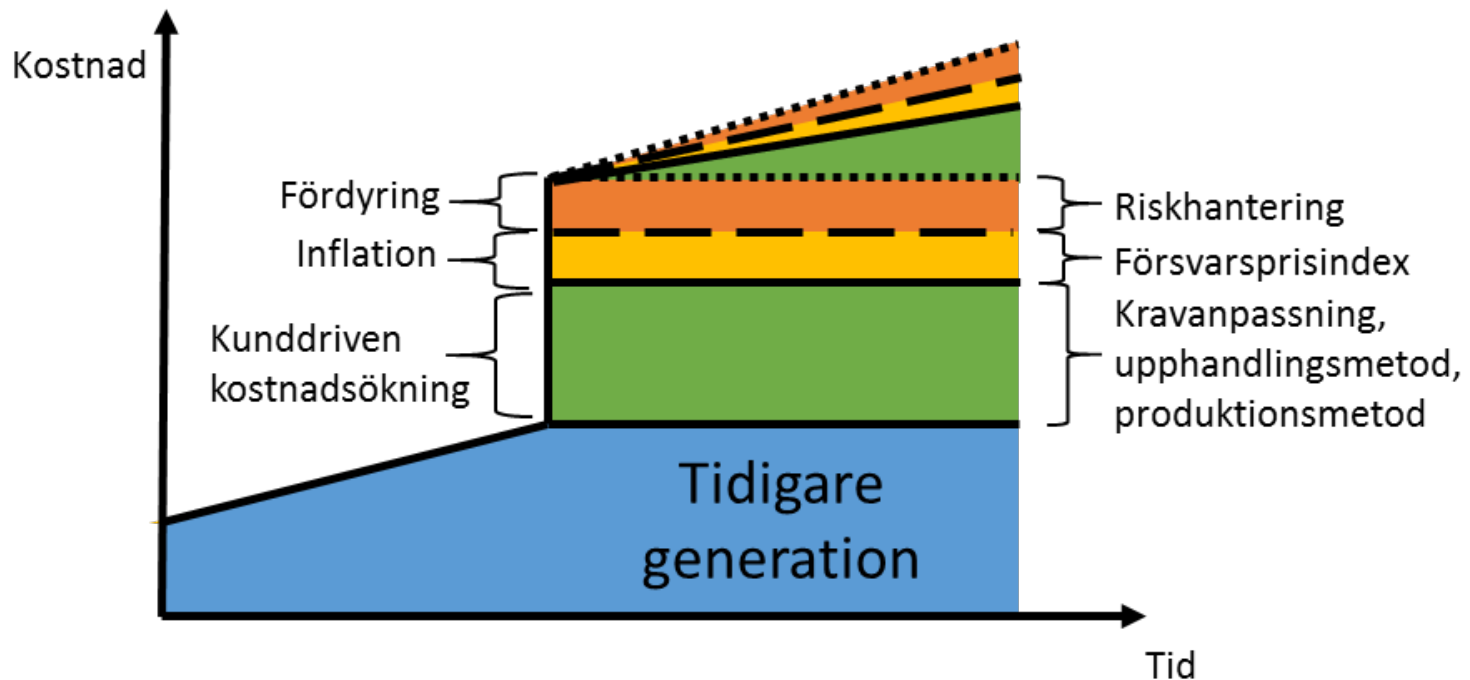 Kostnad
Fördyring
Inflation
Kunddriven
kostnadsökning
Riskhantering
Försvarsprisindex
Kravanpassning,
upphandlingsmetod,
produktionsmetod
Tidigare
generation
Tid